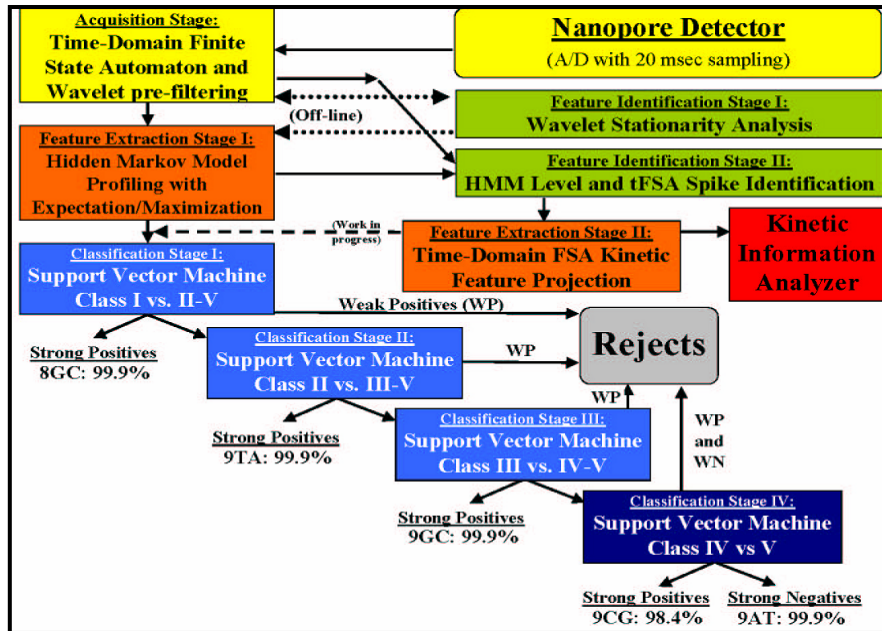 Acquisition Stage:
Time-Domain Finite
State Automaton and
Wavelet pre-filtering
Nanopore Detector
(A/D with 20 msec sampling)
(Off-line)
Feature Identification Stage I:
Wavelet Stationarity Analysis
Feature Extraction Stage I:
Hidden Markov Model
Profiling with
Expectation/Maximization
Feature Identification Stage II:
HMM Level and tFSA Spike Identification
(Work in
progress)
Feature Extraction Stage II:
Time-Domain FSA Kinetic
Feature Projection
Kinetic
Information
Analyzer
Classification Stage I:
Support Vector Machine
Class I vs. II-V
Weak Positives (WP)
Rejects
Strong Positives
8GC: 99.9%
Classification Stage II:
Support Vector Machine
Class II vs. III-V
WP
WP
WP
and
WN
Strong Positives
9TA: 99.9%
Classification Stage III:
Support Vector Machine
Class III vs. IV-V
Strong Positives
9GC: 99.9%
Classification Stage IV:
Support Vector Machine
Class IV vs V
Strong Positives
9CG: 98.4%
Strong Negatives
9AT: 99.9%